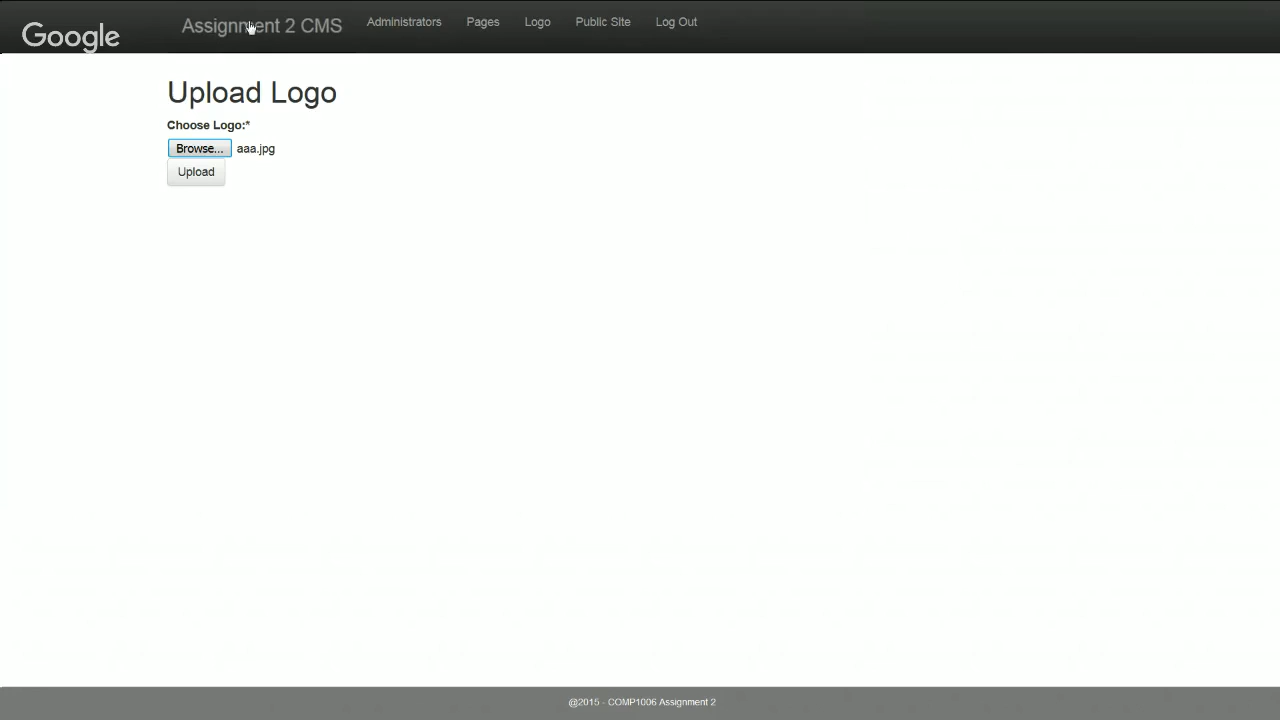 Google
Assignment 2 CMS Administrators Pages Logo Public Site Log Out
Upload Logo
Choose Logo:*
Browse... aaa.jpg
Upload
@2015 - COMP1006 Assignment 2